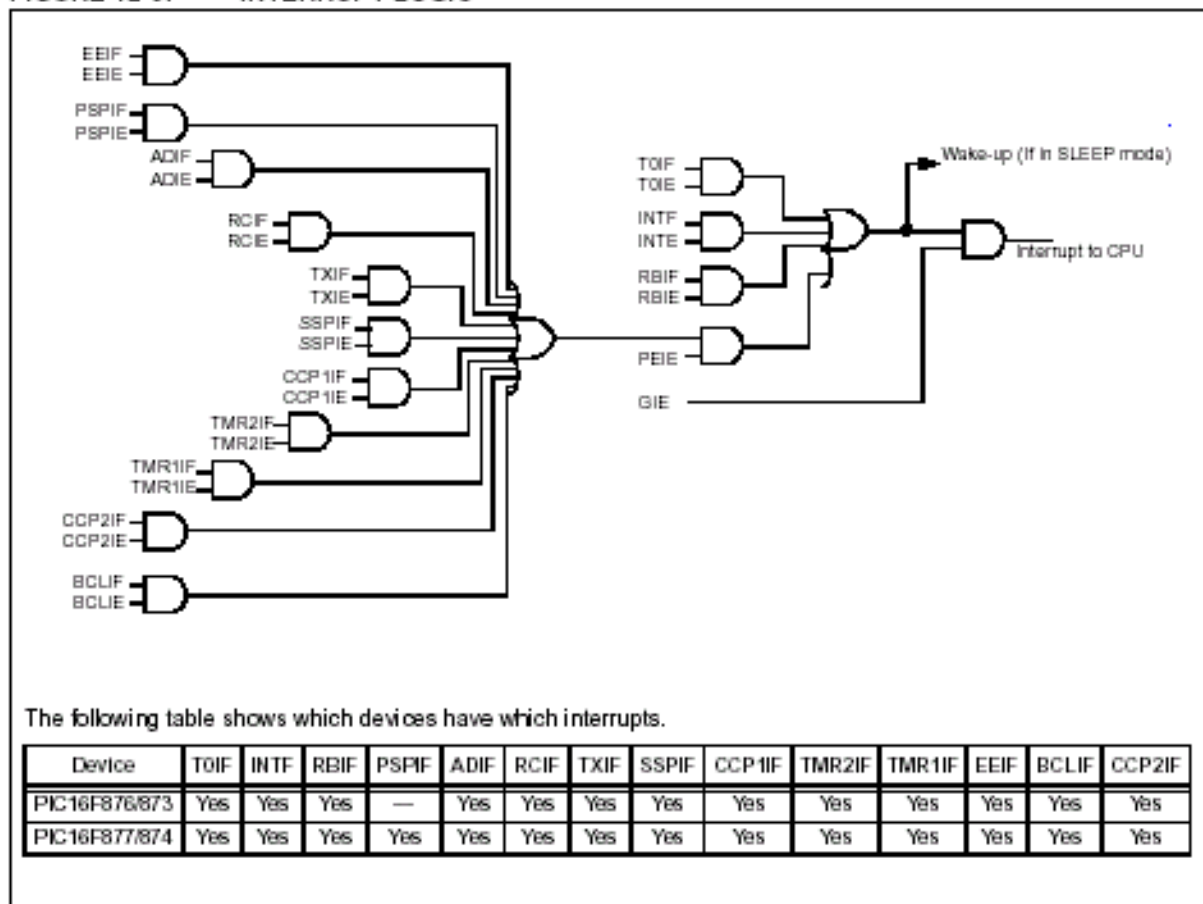 EEIF
EEIE
PSPIF
PSPIE
ADIF
ADIE
RCIF
RCIE
TXIF
TXIE
SSPIF
SSPIE
CCP1IF
CCP1IE
TMR2IF
TMR2IE
TMR1IF
TMR1IE
CCP2IF
CCP2IE
BCLIF
BCLIE
T0IF
T0IE
INTF
INTE
RBIF
RBIE
PEIE
GIE
Wake-up (If in SLEEP mode)
Interrupt to CPU
The following table shows which devices have which interrupts.
Device T0IF INTF RBIF PSPIF ADIF RCIF TXIF SSPIF CCP1IF TMR2IF TMR1IF EEIF BCLIF CCP2IF
PIC16F876/873 Yes Yes Yes — Yes Yes Yes Yes Yes Yes Yes Yes Yes Yes
PIC16F877/874 Yes Yes Yes Yes Yes Yes Yes Yes Yes Yes Yes Yes Yes Yes